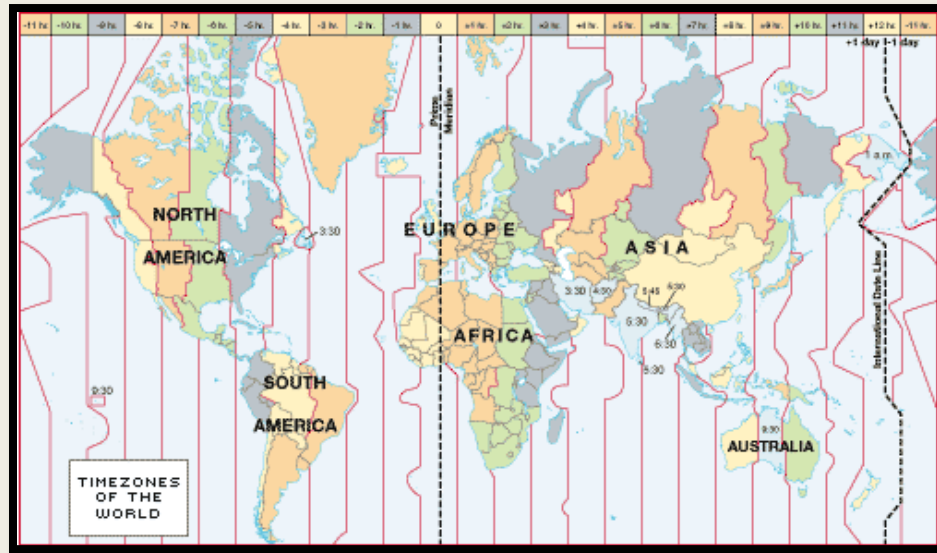 -11 hr. -10 hr. -9 hr. -8 hr. -7 hr. -6 hr. -5 hr. -4 hr. -3 hr. -2 hr. -1 hr. 0 +1 hr. +2 hr. +3 hr. +4 hr. +5 hr. +6 hr. +7 hr. +8 hr. +9 hr. +10 hr. +11 hr. +12 hr. -11 hr.
+1 day -1 day
Prime
Meridian
1 a.m.
NORTH
AMERICA
3:30
EUROPE
ASIA
3:30
4:30
5:45
5:30
6:30
International Date Line
AFRICA
5:30
9:30
SOUTH
AMERICA
9:30
AUSTRALIA
TIMEZONES
OF THE
WORLD